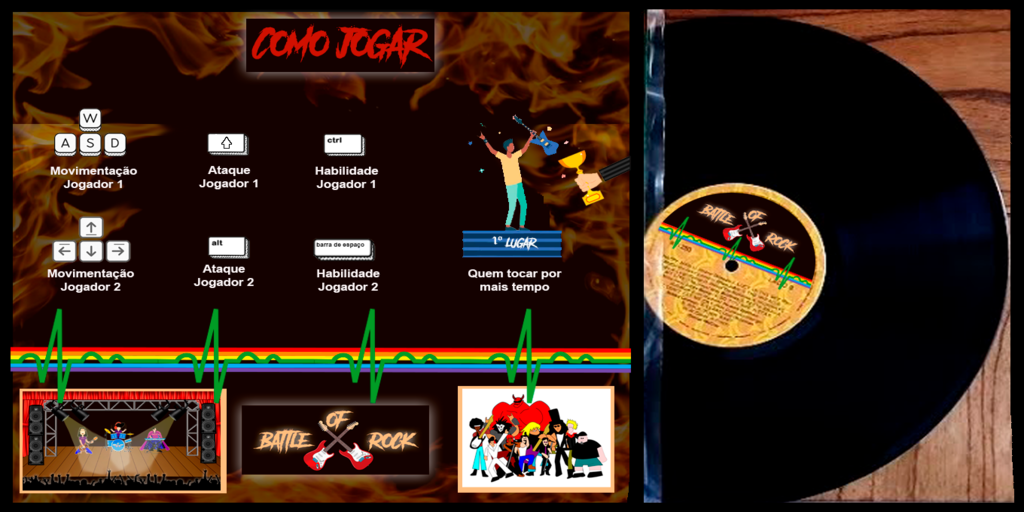 COMO JOGAR
W
A S D
Movimentação
Jogador 1
Ataque
Jogador 1
ctrl
Habilidade
Jogador 1
Movimentação
Jogador 2
alt
Ataque
Jogador 2
barra de espaço
Habilidade
Jogador 2
1º LUGAR
Quem tocar por
mais tempo
BATTLE OF ROCK
BATTLE OF ROCK